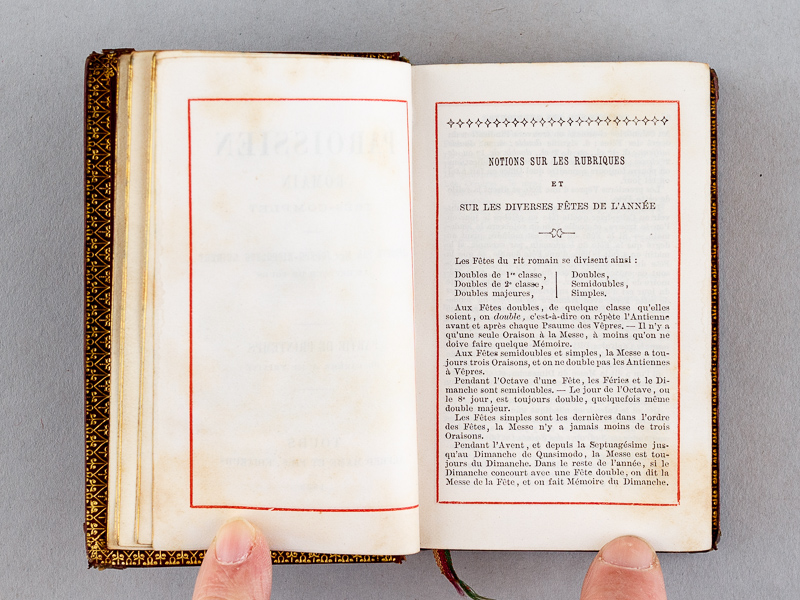 PAROISSIEN
ROMAIN
NOTIONS SUR LES RUBRIQUES
ET
SUR LES DIVERSES FÊTES DE L'ANNÉE
Les Fêtes du rit romain se divisent ainsi :
Doubles de 1re classe, Doubles,
Doubles de 2e classe, Semidoubles,
Doubles majeures, Simples.
Aux Fêtes doubles, de quelque classe qu'elles
soient, on double, c'est-à-dire on répète l'Antienne
avant et après chaque Psaume des Vêpres. — Il n'y a
qu'une seule Oraison à la Messe, à moins qu'on ne
doive faire quelque Mémoire.
Aux Fêtes semidoubles et simples, la Messe a tou-
jours trois Oraisons, et on ne double pas les Antiennes
à Vêpres.
Pendant l'Octave d'une Fête, les Féries et le Di-
manche sont semidoubles. — Le jour de l'Octave, ou
le 8e jour, est toujours double, quelquefois même
double majeur.
Les Fêtes simples sont les dernières dans l'ordre
des Fêtes, la Messe n'y a jamais moins de trois
Oraisons.
Pendant l'Avent, et depuis la Septuagésime jus-
qu'au Dimanche de Quasimodo, la Messe est tou-
jours du Dimanche. Dans le reste de l'année, si le
Dimanche concourt avec une Fête double, on dit la
Messe de la Fête, et on fait Mémoire du Dimanche.